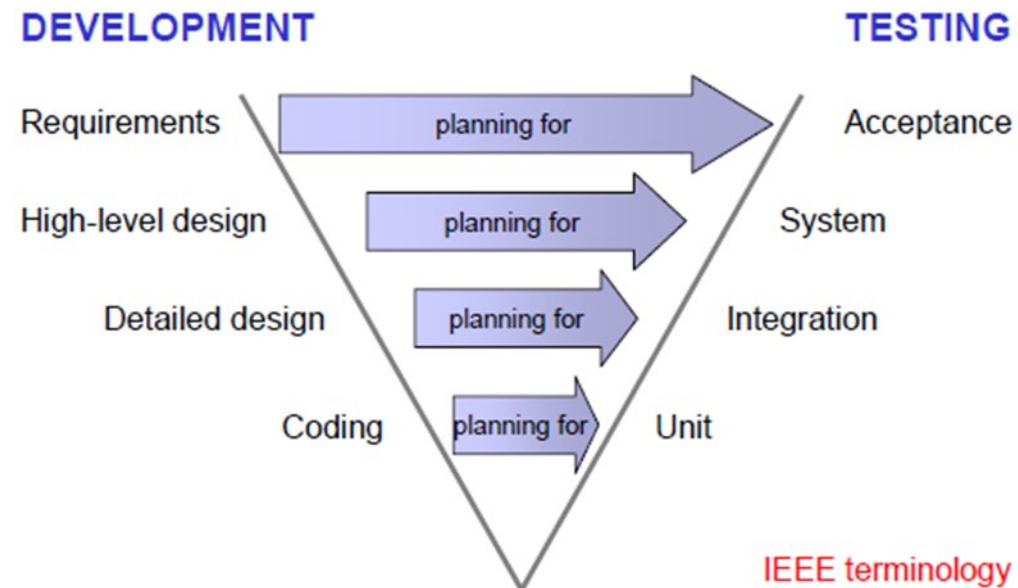 DEVELOPMENT TESTING
Requirements planning for Acceptance
High-level design planning for System
Detailed design planning for Integration
Coding planning for Unit
IEEE terminology